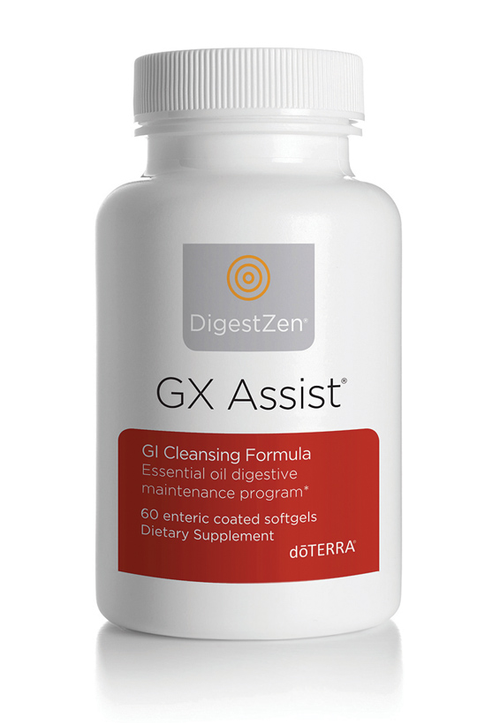 DigestZen®
GX Assist®
GI Cleansing Formula
Essential oil digestive
maintenance program*
60 enteric coated softgels
Dietary Supplement
dōTERRA®